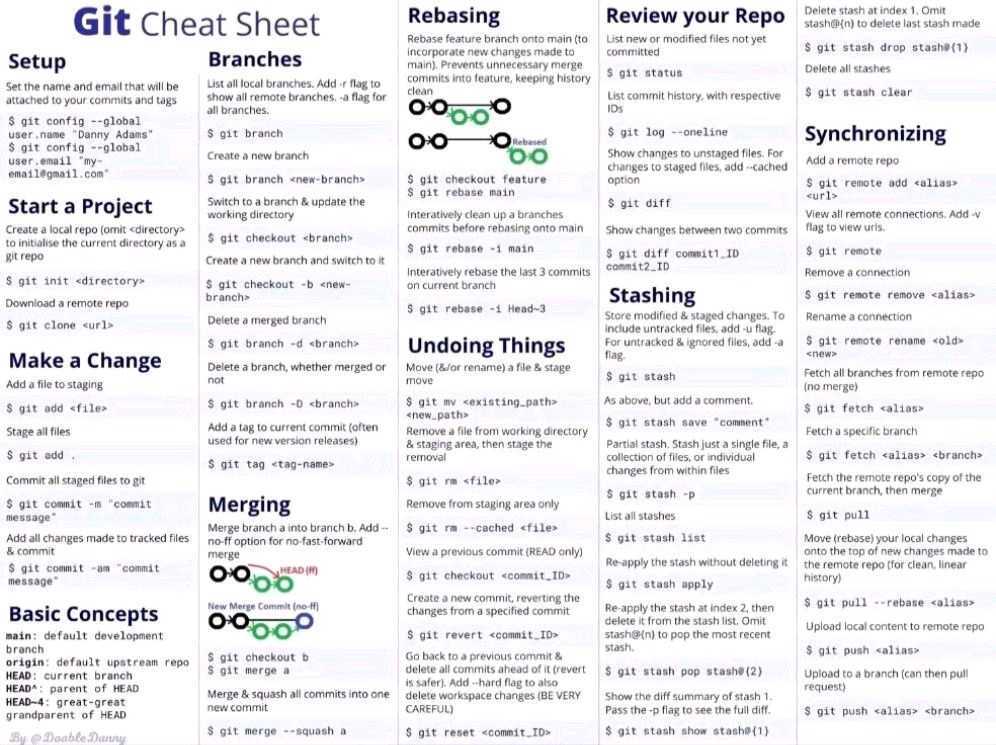 Git Cheat Sheet
Setup
Set the name and email that will be
attached to your commits and tags
$ git config --global
user.name "Danny Adams"
$ git config --global
user.email "my-
email@gmail.com"
Start a Project
Create a local repo (omit <directory>
to initialise the current directory as a
git repo
$ git init <directory>
Download a remote repo
$ git clone <url>
Make a Change
Add a file to staging
$ git add <file>
Stage all files
$ git add .
Commit all staged files to git
$ git commit -m "commit
message"
Add all changes made to tracked files
& commit
$ git commit -am "commit
message"
Basic Concepts
main: default development
branch
origin: default upstream repo
HEAD: current branch
HEAD^: parent of HEAD
HEAD~4: great-great
grandparent of HEAD
By @DoableDanny
Branches
List all local branches. Add -r flag to
show all remote branches. -a flag for
all branches.
$ git branch
Create a new branch
$ git branch <new-branch>
Switch to a branch & update the
working directory
$ git checkout <branch>
Create a new branch and switch to it
$ git checkout -b <new-
branch>
Delete a merged branch
$ git branch -d <branch>
Delete a branch, whether merged or
not
$ git branch -D <branch>
Add a tag to current commit (often
used for new version releases)
$ git tag <tag-name>
Merging
Merge branch a into branch b. Add --
no-ff option for no-fast-forward
merge
HEAD (ff)
New Merge Commit (no-ff)
$ git checkout b
$ git merge a
Merge & squash all commits into one
new commit
$ git merge --squash a
Rebasing
Rebase feature branch onto main (to
incorporate new changes made to
main). Prevents unnecessary merge
commits into feature, keeping history
clean
Rebased
$ git checkout feature
$ git rebase main
Interatively clean up a branches
commits before rebasing onto main
$ git rebase -i main
Interatively rebase the last 3 commits
on current branch
$ git rebase -i Head~3
Undoing Things
Move (&/or rename) a file & stage
move
$ git mv <existing_path>
<new_path>
Remove a file from working directory
& staging area, then stage the
removal
$ git rm <file>
Remove from staging area only
$ git rm --cached <file>
View a previous commit (READ only)
$ git checkout <commit_ID>
Create a new commit, reverting the
changes from a specified commit
$ git revert <commit_ID>
Go back to a previous commit &
delete all commits ahead of it (revert
is safer). Add --hard flag to also
delete workspace changes (BE VERY
CAREFUL)
$ git reset <commit_ID>
Review your Repo
List new or modified files not yet
committed
$ git status
List commit history, with respective
IDs
$ git log --oneline
Show changes to unstaged files. For
changes to staged files, add --cached
option
$ git diff
Show changes between two commits
$ git diff commit1_ID
commit2_ID
Stashing
Store modified & staged changes. To
include untracked files, add -u flag.
For untracked & ignored files, add -a
flag.
$ git stash
As above, but add a comment.
$ git stash save "comment"
Partial stash. Stash just a single file, a
collection of files, or individual
changes from within files
$ git stash -p
List all stashes
$ git stash list
Re-apply the stash without deleting it
$ git stash apply
Re-apply the stash at index 2, then
delete it from the stash list. Omit
stash@{n} to pop the most recent
stash.
$ git stash pop stash@{2}
Show the diff summary of stash 1.
Pass the -p flag to see the full diff.
$ git stash show stash@{1}
Delete stash at index 1. Omit
stash@{n} to delete last stash made
$ git stash drop stash@{1}
Delete all stashes
$ git stash clear
Synchronizing
Add a remote repo
$ git remote add <alias>
<url>
View all remote connections. Add -v
flag to view urls.
$ git remote
Remove a connection
$ git remote remove <alias>
Rename a connection
$ git remote rename <old>
<new>
Fetch all branches from remote repo
(no merge)
$ git fetch <alias>
Fetch a specific branch
$ git fetch <alias> <branch>
Fetch the remote repo's copy of the
current branch, then merge
$ git pull
Move (rebase) your local changes
onto the top of new changes made to
the remote repo (for clean, linear
history)
$ git pull --rebase <alias>
Upload local content to remote repo
$ git push <alias>
Upload to a branch (can then pull
request)
$ git push <alias> <branch>